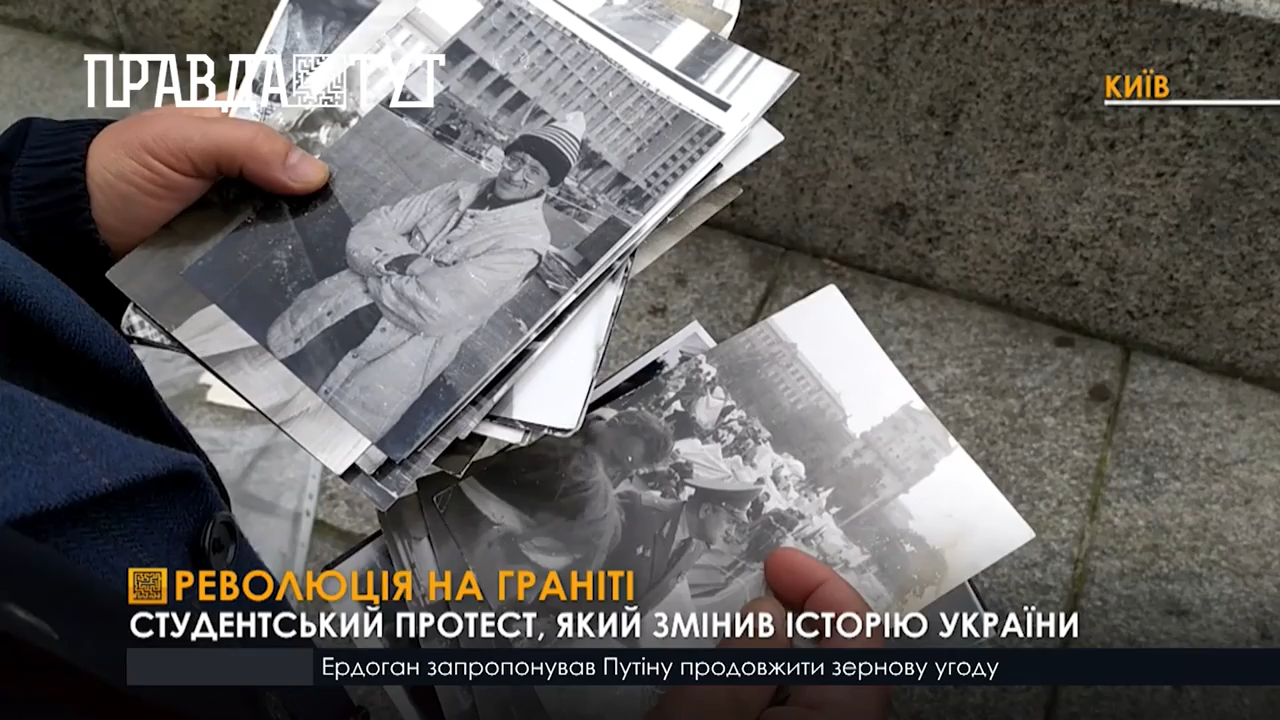 ПРАВДА ТУТ
КИЇВ
РЕВОЛЮЦІЯ НА ГРАНІТІ
СТУДЕНТСЬКИЙ ПРОТЕСТ, ЯКИЙ ЗМІНИВ ІСТОРІЮ УКРАЇНИ
Ердоган запропонував Путіну продовжити зернову угоду